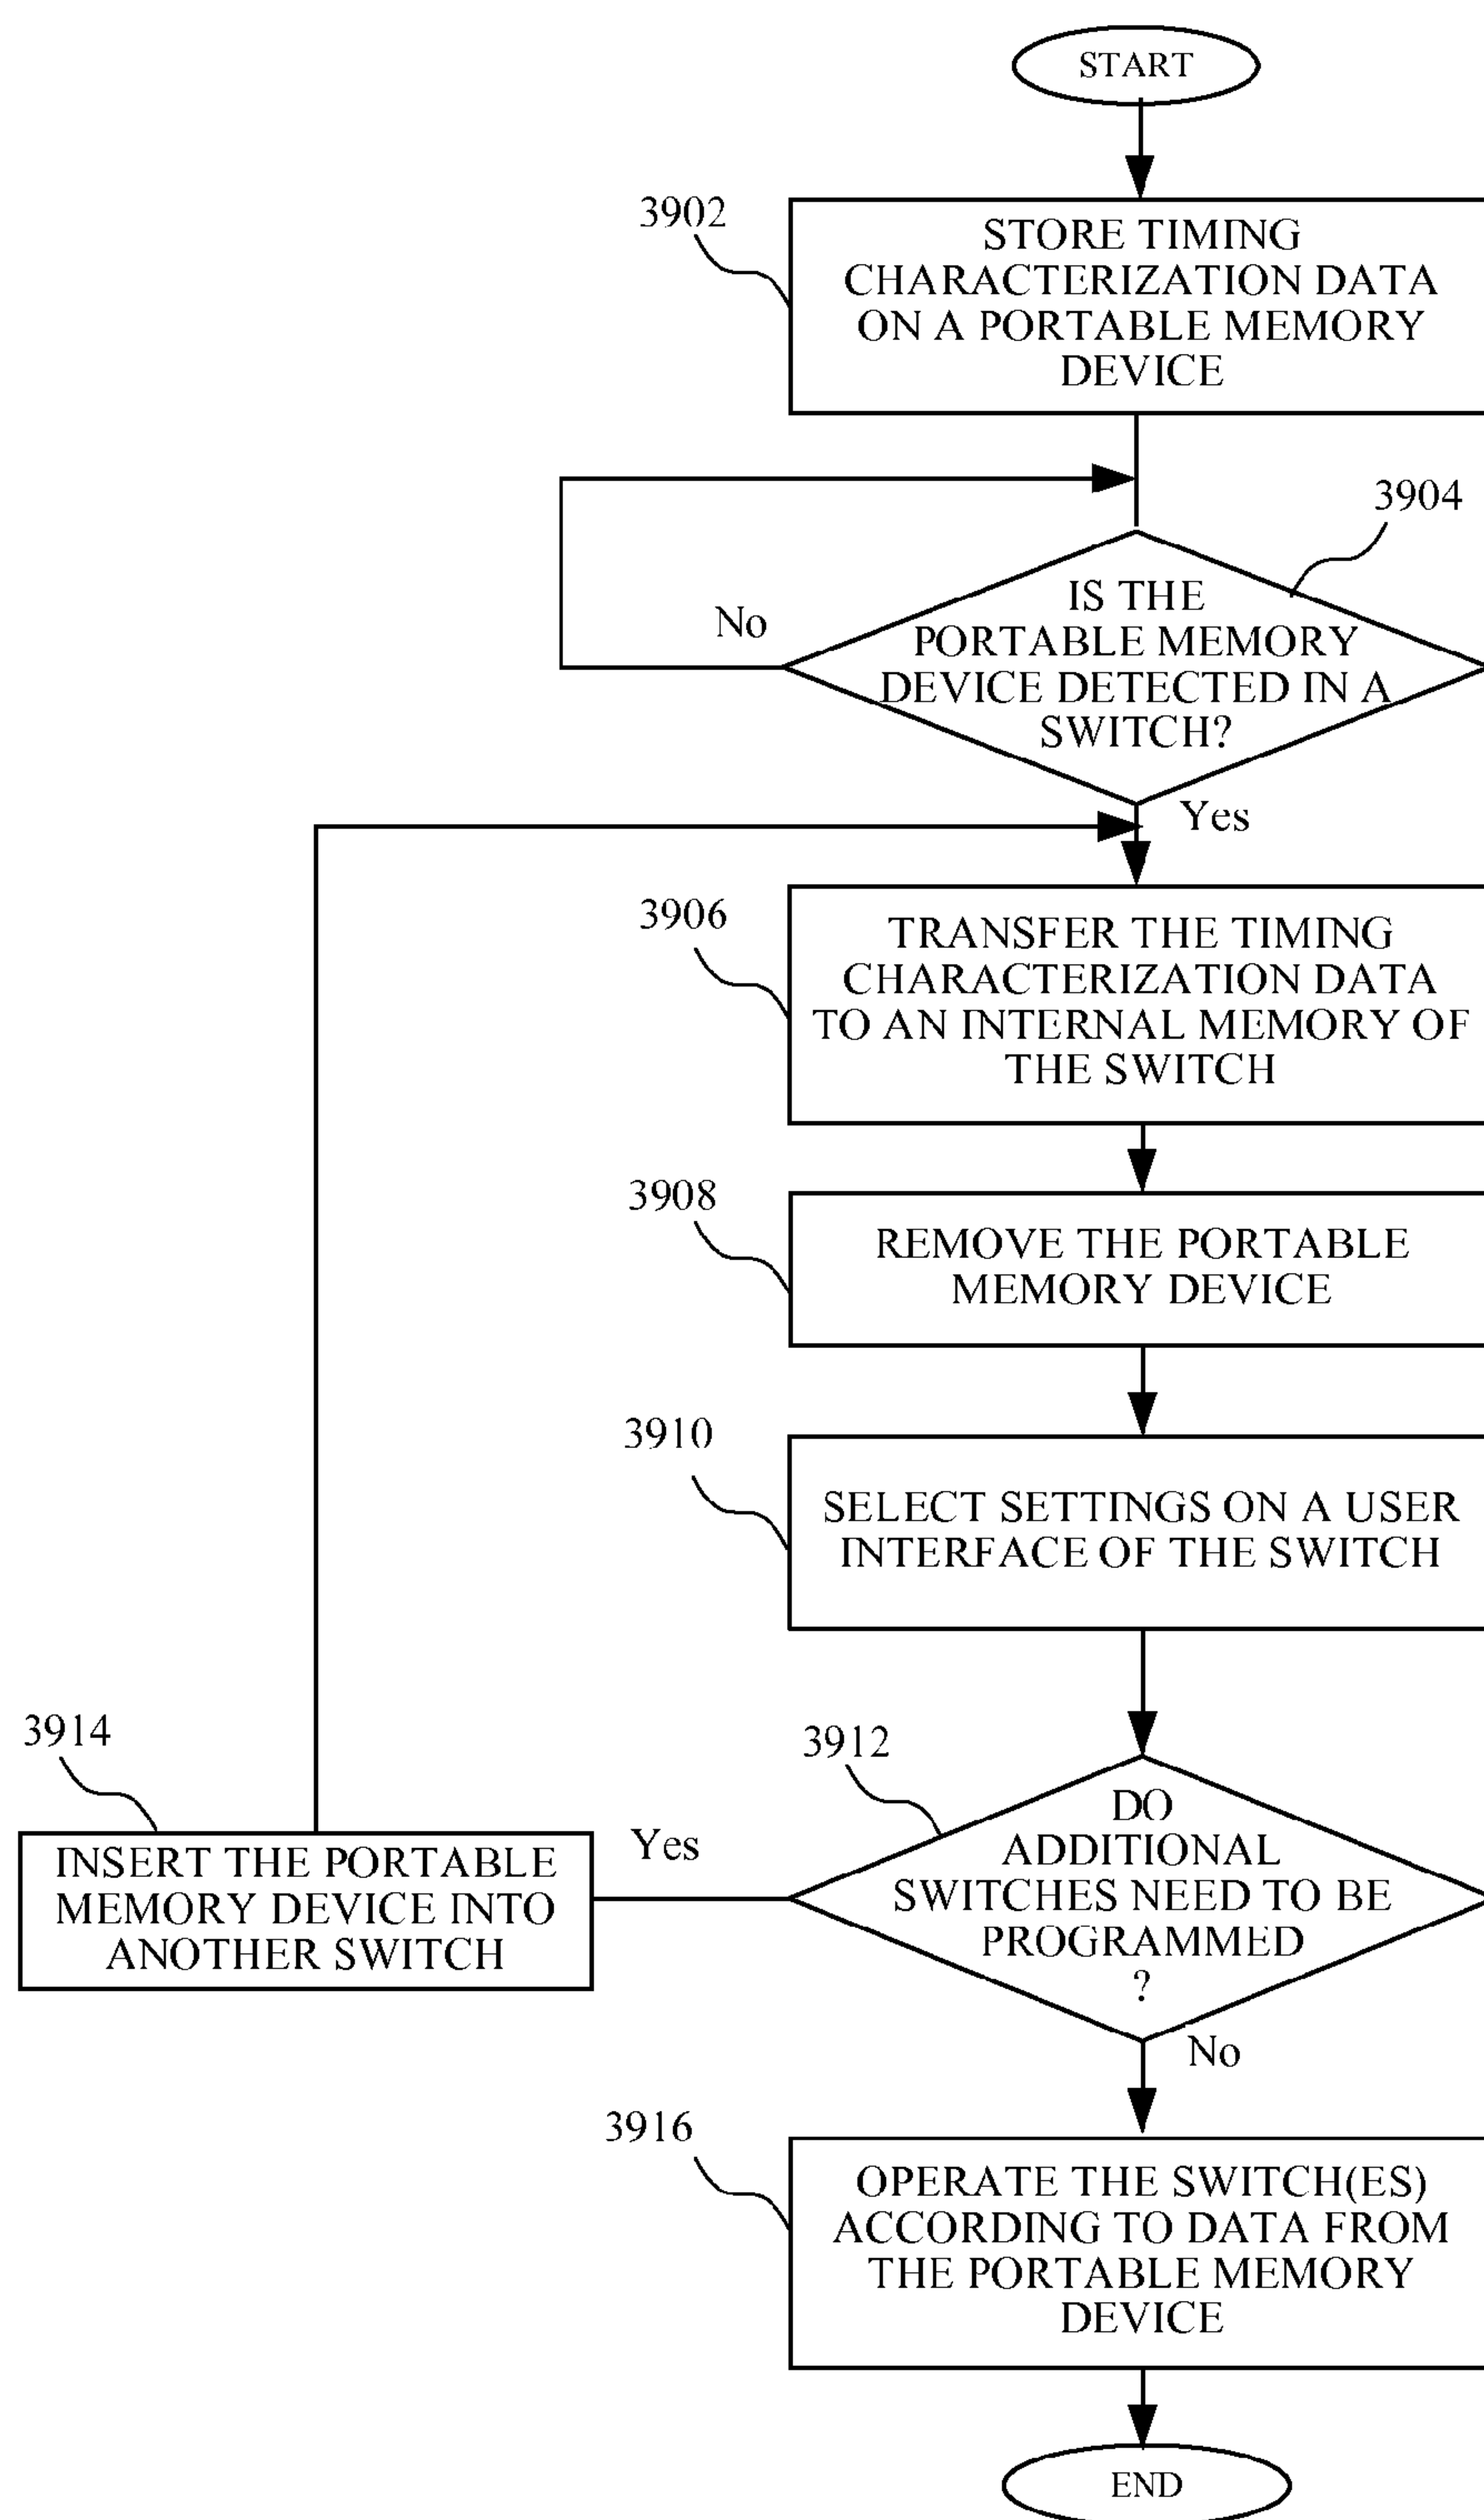 START
3902
STORE TIMING
CHARACTERIZATION DATA
ON A PORTABLE MEMORY
DEVICE
3904
IS THE
PORTABLE MEMORY
DEVICE DETECTED IN A
SWITCH?
No
Yes
3906
TRANSFER THE TIMING
CHARACTERIZATION DATA
TO AN INTERNAL MEMORY OF
THE SWITCH
3908
REMOVE THE PORTABLE
MEMORY DEVICE
3910
SELECT SETTINGS ON A USER
INTERFACE OF THE SWITCH
3912
DO
ADDITIONAL
SWITCHES NEED TO BE
PROGRAMMED
?
Yes
3914
INSERT THE PORTABLE
MEMORY DEVICE INTO
ANOTHER SWITCH
No
3916
OPERATE THE SWITCH(ES)
ACCORDING TO DATA FROM
THE PORTABLE MEMORY
DEVICE
END